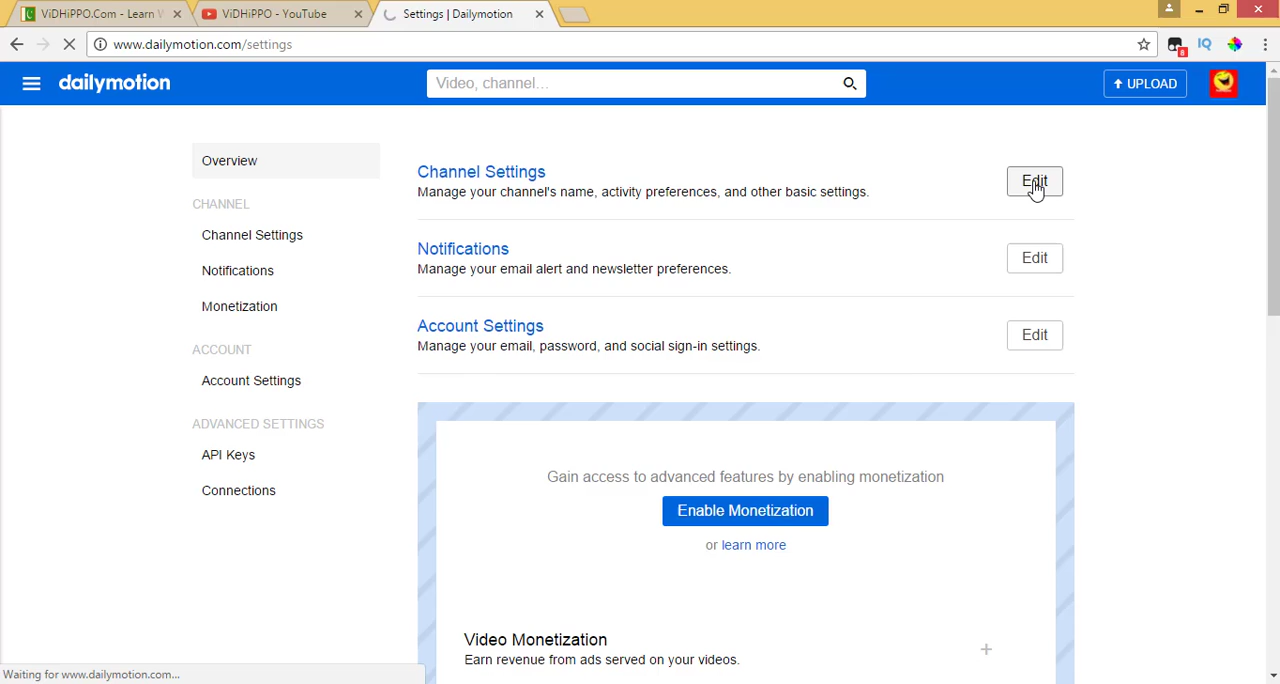 ViDHiPPO.Com - Learn
ViDHiPPO - YouTube
Settings | Dailymotion
www.dailymotion.com/settings
8
IQ
dailymotion
Video, channel...
UPLOAD
Overview
CHANNEL
Channel Settings
Notifications
Monetization
ACCOUNT
Account Settings
ADVANCED SETTINGS
API Keys
Connections
Channel Settings
Manage your channel's name, activity preferences, and other basic settings.
Edit
Notifications
Manage your email alert and newsletter preferences.
Edit
Account Settings
Manage your email, password, and social sign-in settings.
Edit
Gain access to advanced features by enabling monetization
Enable Monetization
or learn more
Video Monetization
Earn revenue from ads served on your videos.
Waiting for www.dailymotion.com...